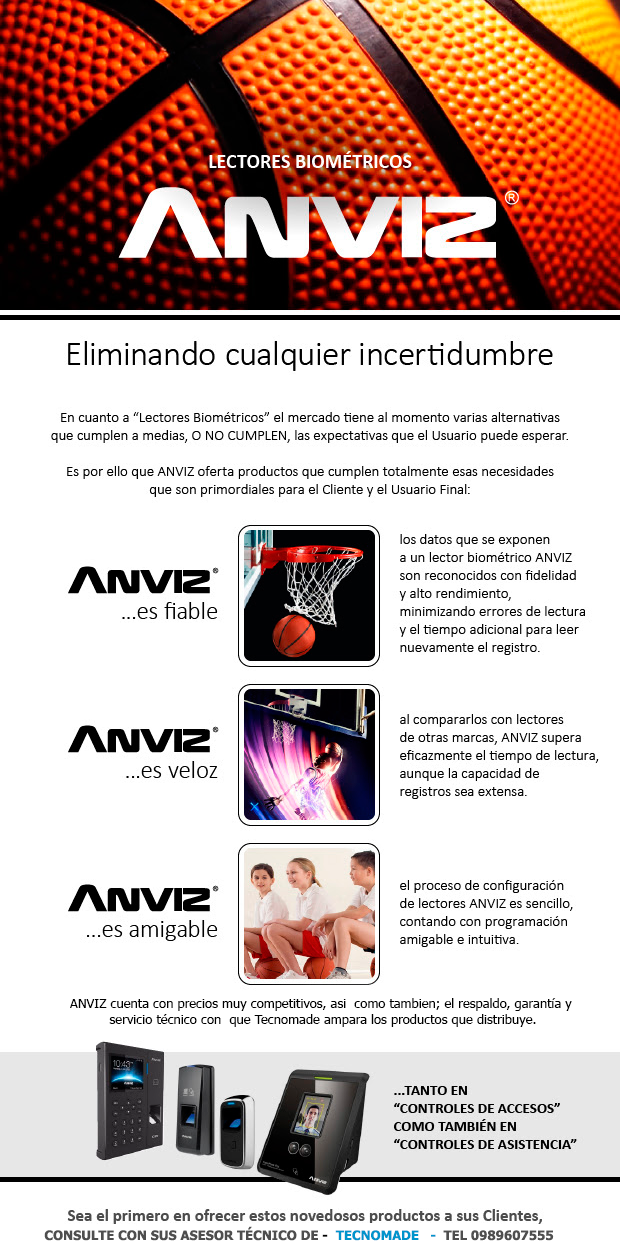 LECTORES BIOMÉTRICOS
ANVIZ®
Eliminando cualquier incertidumbre
En cuanto a “Lectores Biométricos” el mercado tiene al momento varias alternativas
que cumplen a medias, O NO CUMPLEN, las expectativas que el Usuario puede esperar.
Es por ello que ANVIZ oferta productos que cumplen totalmente esas necesidades
que son primordiales para el Cliente y el Usuario Final:
ANVIZ®
...es fiable
los datos que se exponen
a un lector biométrico ANVIZ
son reconocidos con fidelidad
y alto rendimiento,
minimizando errores de lectura
y el tiempo adicional para leer
nuevamente el registro.
ANVIZ®
...es veloz
al compararlos con lectores
de otras marcas, ANVIZ supera
eficazmente el tiempo de lectura,
aunque la capacidad de
registros sea extensa.
ANVIZ®
...es amigable
el proceso de configuración
de lectores ANVIZ es sencillo,
contando con programación
amigable e intuitiva.
ANVIZ cuenta con precios muy competitivos, asi  como tambien; el respaldo, garantía y
servicio técnico con  que Tecnomade ampara los productos que distribuye.
10:43
ANVIZ
...TANTO EN
“CONTROLES DE ACCESOS”
COMO TAMBIÉN EN
“CONTROLES DE ASISTENCIA”
Sea el primero en ofrecer estos novedosos productos a sus Clientes,
CONSULTE CON SUS ASESOR TÉCNICO DE -  TECNOMADE  -  TEL 0989607555